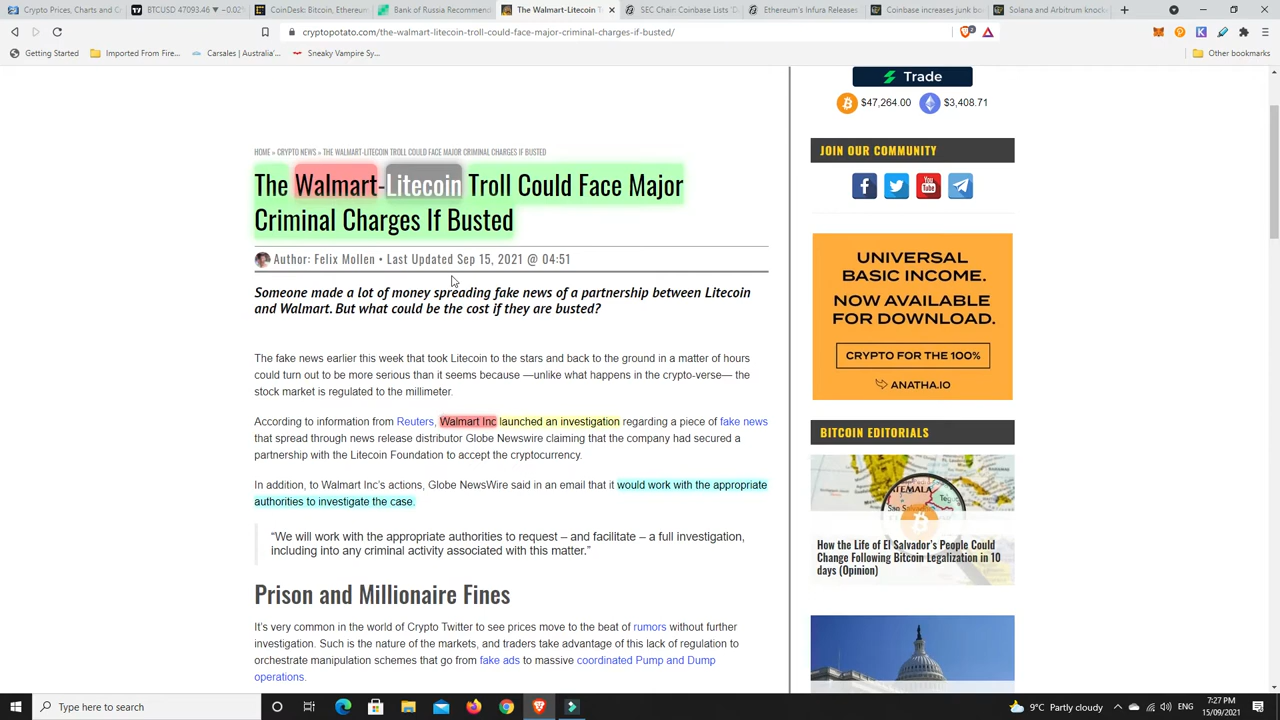 Crypto Prices, Charts and C
BTCUSD 47093.46 ▼ −0.02%
CoinDesk: Bitcoin, Ethereum
Bank of Russia Recommend
The Walmart-Litecoin T
SEC Chain Coinbase Lists 'D
Ethereum's Infura Releases
Coinbase increases junk bo
Solana and Arbitrum knock
cryptopotato.com/the-walmart-litecoin-troll-could-face-major-criminal-charges-if-busted/
Getting Started
Imported From Fire...
Carsales | Australia'...
Sneaky Vampire Sy...
Other bookmarks
Trade
$47,264.00 $3,408.71
HOME » CRYPTO NEWS » THE WALMART-LITECOIN TROLL COULD FACE MAJOR CRIMINAL CHARGES IF BUSTED
The Walmart-Litecoin Troll Could Face Major
Criminal Charges If Busted
Author: Felix Mollen • Last Updated Sep 15, 2021 @ 04:51
Someone made a lot of money spreading fake news of a partnership between Litecoin
and Walmart. But what could be the cost if they are busted?
The fake news earlier this week that took Litecoin to the stars and back to the ground in a matter of hours
could turn out to be more serious than it seems because —unlike what happens in the crypto-verse— the
stock market is regulated to the millimeter.
According to information from Reuters, Walmart Inc launched an investigation regarding a piece of fake news
that spread through news release distributor Globe Newswire claiming that the company had secured a
partnership with the Litecoin Foundation to accept the cryptocurrency.
In addition, to Walmart Inc's actions, Globe NewsWire said in an email that it would work with the appropriate
authorities to investigate the case.
"We will work with the appropriate authorities to request – and facilitate – a full investigation,
including into any criminal activity associated with this matter."
Prison and Millionaire Fines
It's very common in the world of Crypto Twitter to see prices move to the beat of rumors without further
investigation. Such is the nature of the markets, and traders take advantage of this lack of regulation to
orchestrate manipulation schemes that go from fake ads to massive coordinated Pump and Dump
operations.
JOIN OUR COMMUNITY
You Tube
UNIVERSAL
BASIC INCOME.
NOW AVAILABLE
FOR DOWNLOAD.
CRYPTO FOR THE 100%
ANATHA.IO
BITCOIN EDITORIALS
How the Life of El Salvador's People Could
Change Following Bitcoin Legalization in 10
days (Opinion)
Type here to search
9°C Partly cloudy
7:27 PM
15/09/2021